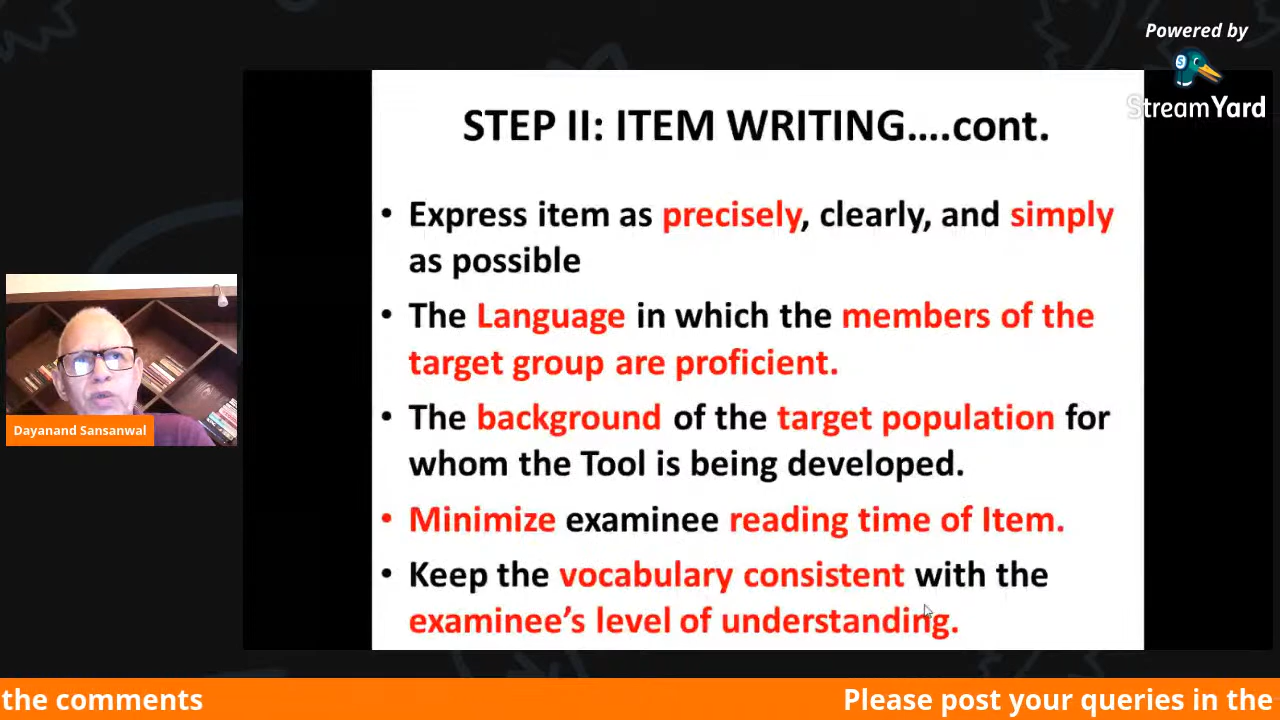 Powered by
StreamYard
STEP II: ITEM WRITING....cont.
• Express item as precisely, clearly, and simply
as possible
• The Language in which the members of the
target group are proficient.
• The background of the target population for
whom the Tool is being developed.
• Minimize examinee reading time of Item.
• Keep the vocabulary consistent with the
examinee’s level of understanding.
Dayanand Sansanwal
the comments
Please post your queries in the